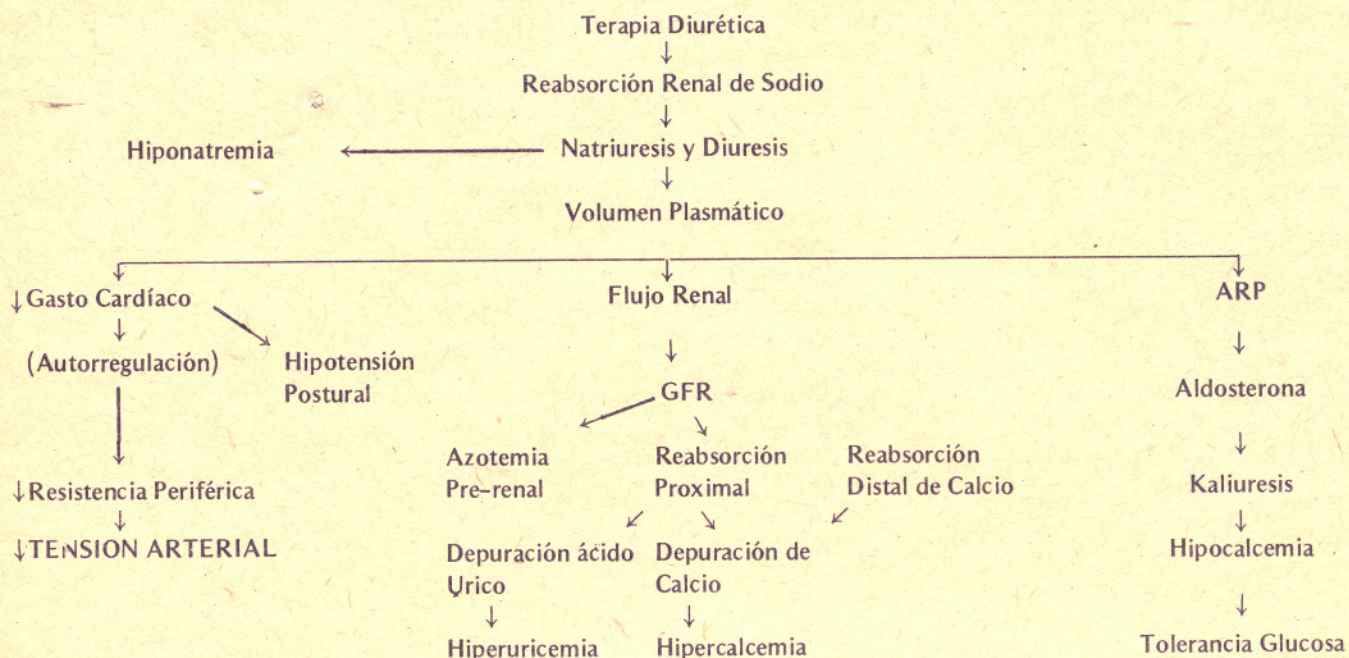 Terapia Diurética
↓
Reabsorción Renal de Sodio
↓
Hiponatremia ← Natriuresis y Diuresis
↓
Volumen Plasmático
↓ ↓ ↓
↓Gasto Cardíaco Flujo Renal ARP
↓ ↘ ↓ ↓
(Autorregulación) Hipotensión
Postural
GFR Aldosterona
↓ ↙ ↘ ↓
Azotemia Reabsorción Reabsorción
Pre-renal Proximal Distal de Calcio
↓Resistencia Periférica Kaliuresis
↓ ↙ ↘ ↙ ↓
↓TENSION ARTERIAL Hipocalcemia
Depuración ácido Depuración de
Urico Calcio
↓ ↓ ↓
Hiperuricemia Hipercalcemia Tolerancia Glucosa